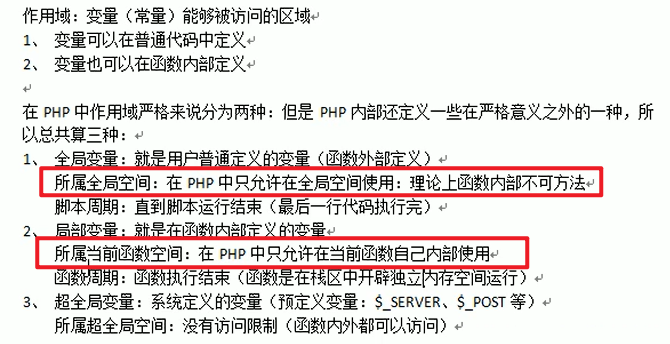 作用域：变量（常量）能够被访问的区域
1、 变量可以在普通代码中定义
2、 变量也可以在函数内部定义
在 PHP 中作用域严格来说分为两种：但是 PHP 内部还定义一些在严格意义之外的一种，所
以总共算三种：
1、 全局变量：就是用户普通定义的变量（函数外部定义）
所属全局空间：在 PHP 中只允许在全局空间使用：理论上函数内部不可方法
脚本周期：直到脚本运行结束（最后一行代码执行完）
2、 局部变量：就是在函数内部定义的变量
所属当前函数空间：在 PHP 中只允许在当前函数自己内部使用
函数周期：函数执行结束（函数是在栈区中开辟独立内存空间运行）
3、 超全局变量：系统定义的变量（预定义变量：$_SERVER、$_POST 等）
所属超全局空间：没有访问限制（函数内外都可以访问）